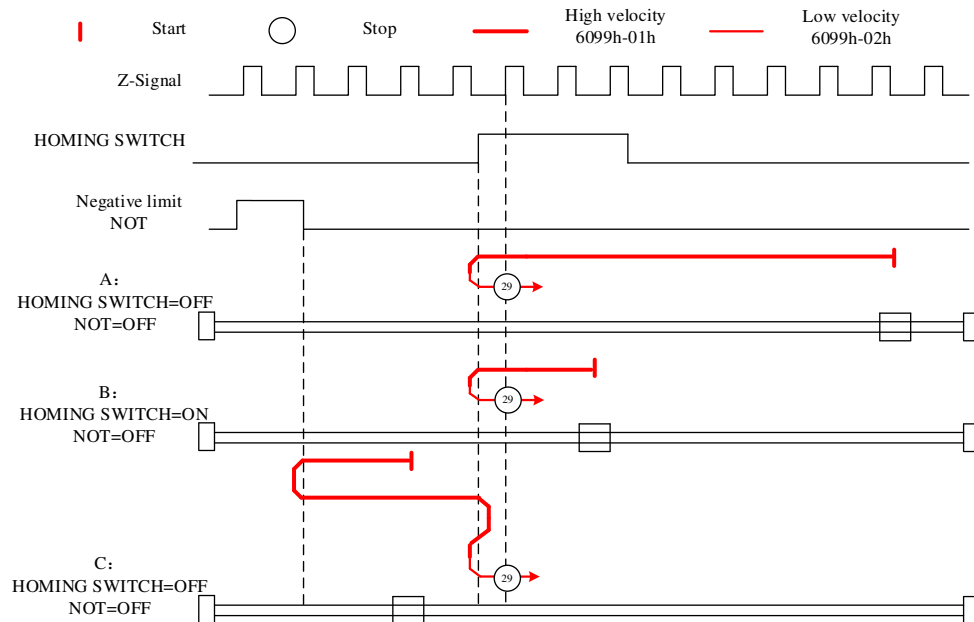 Start
Stop
High velocity
6099h-01h
Low velocity
6099h-02h
Z-Signal
HOMING SWITCH
Negative limit
NOT
A：
HOMING SWITCH=OFF
NOT=OFF
29
B：
HOMING SWITCH=ON
NOT=OFF
29
C：
HOMING SWITCH=OFF
NOT=OFF
29